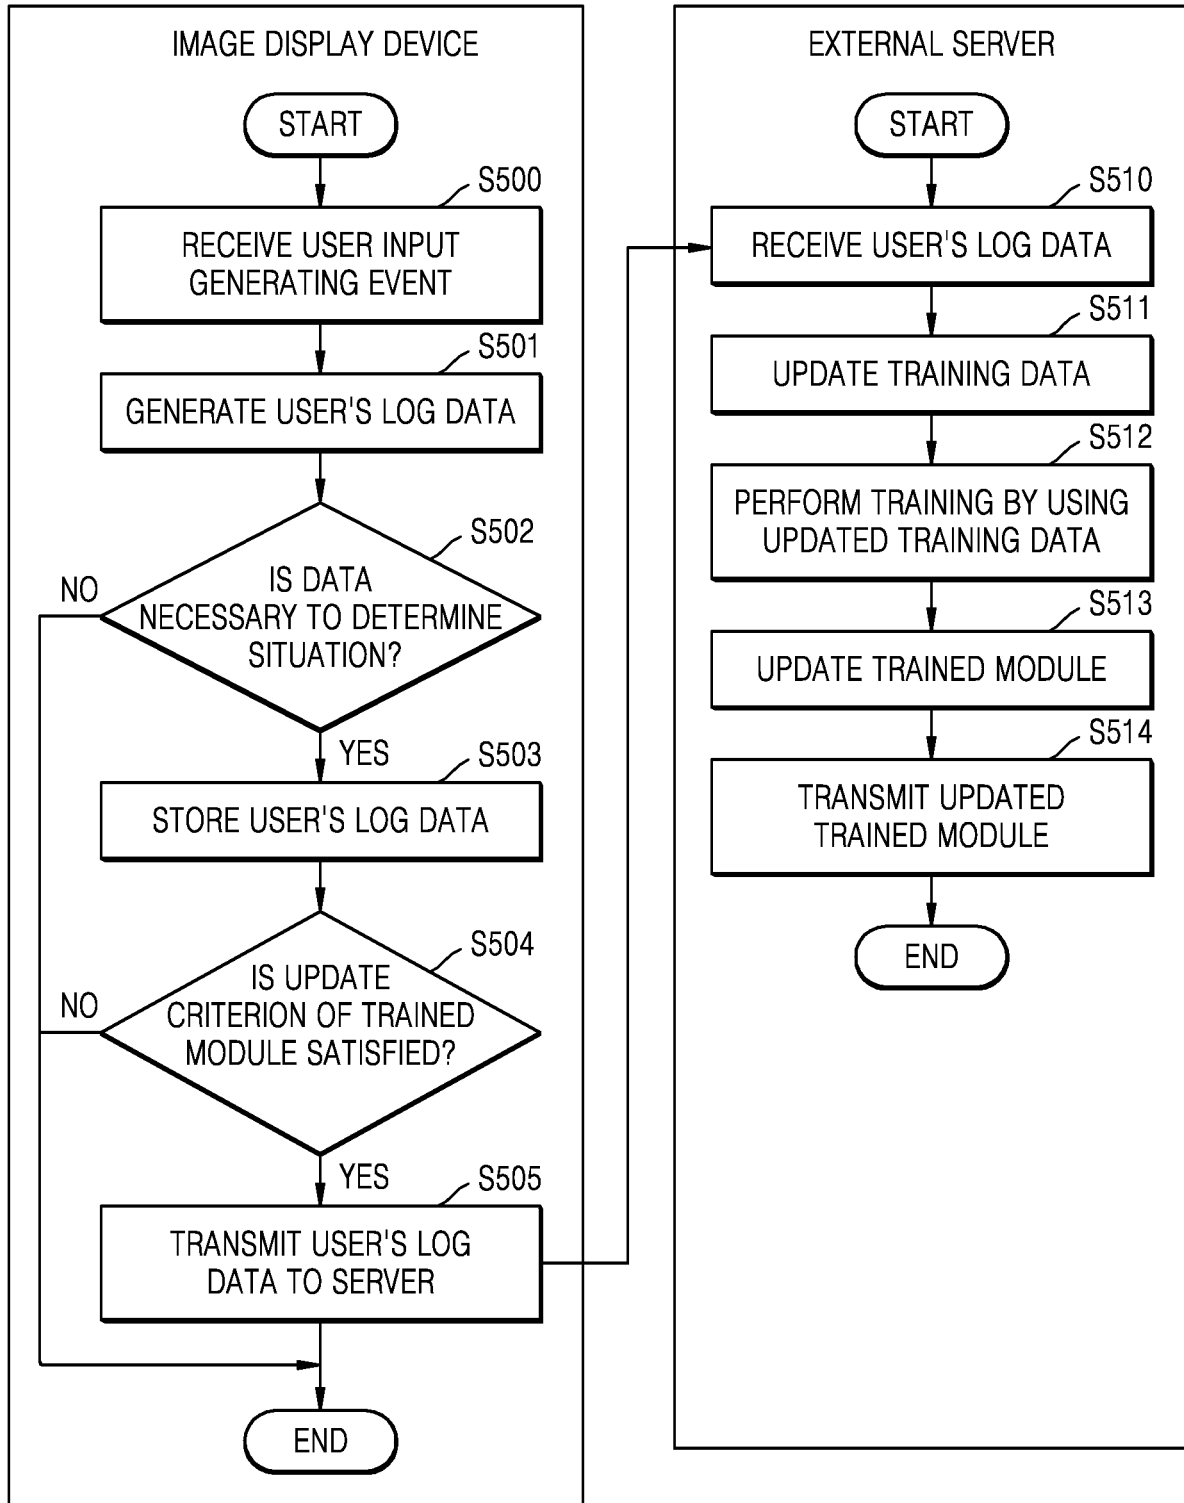 IMAGE DISPLAY DEVICE
START
S500
RECEIVE USER INPUT
GENERATING EVENT
S501
GENERATE USER'S LOG DATA
S502
IS DATA
NECESSARY TO DETERMINE
SITUATION?
NO
YES
S503
STORE USER'S LOG DATA
S504
IS UPDATE
CRITERION OF TRAINED
MODULE SATISFIED?
NO
YES
S505
TRANSMIT USER'S LOG
DATA TO SERVER
END
EXTERNAL SERVER
START
S510
RECEIVE USER'S LOG DATA
S511
UPDATE TRAINING DATA
S512
PERFORM TRAINING BY USING
UPDATED TRAINING DATA
S513
UPDATE TRAINED MODULE
S514
TRANSMIT UPDATED
TRAINED MODULE
END